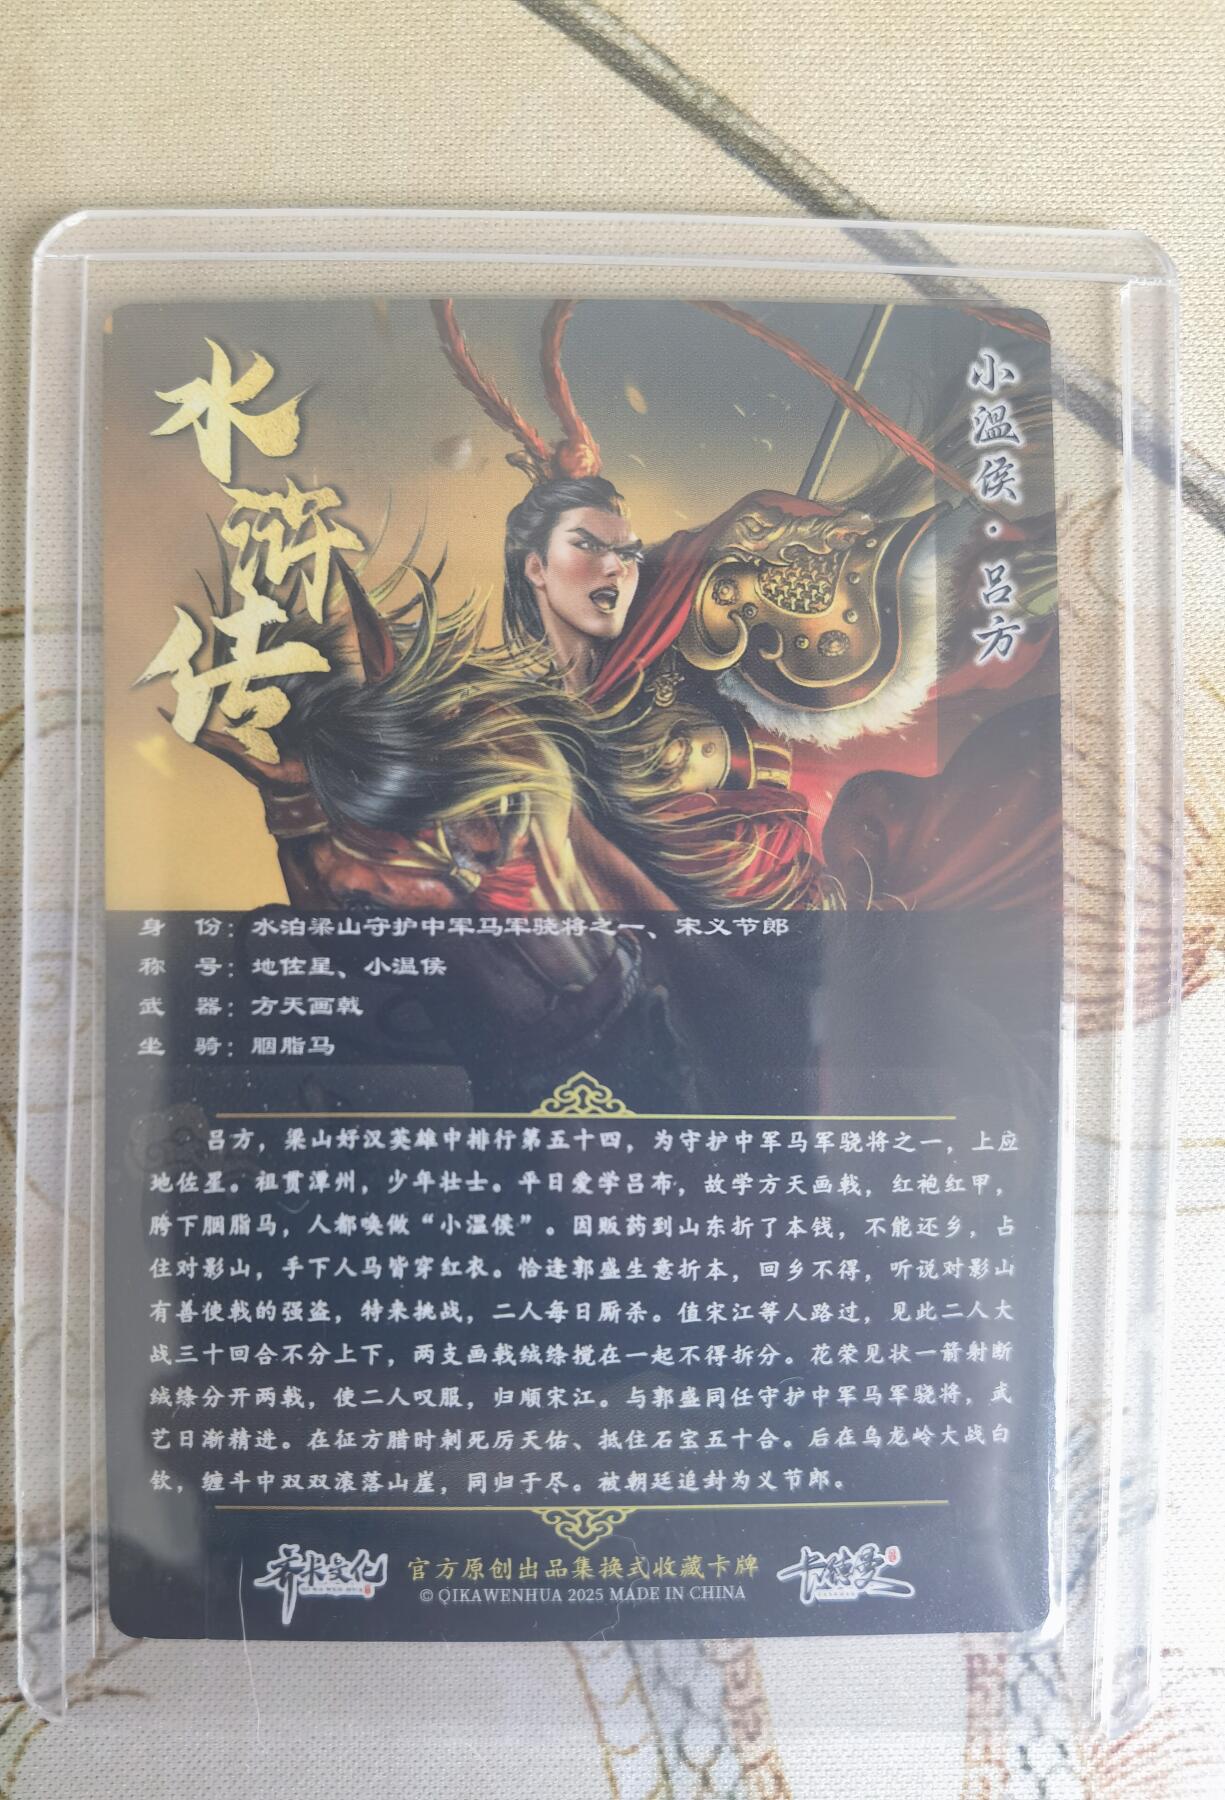 水浒传
小温侯·吕方
身　份：水泊梁山守护中军马军骁将之一、宋义节郎
称　号：地佐星、小温侯
武　器：方天画戟
坐　骑：胭脂马
吕方，梁山好汉英雄中排行第五十四，为守护中军马军骁将之一，上应
地佐星。祖贯潭州，少年壮士。平日爱学吕布，故学方天画戟，红袍红甲，
胯下胭脂马，人都唤做“小温侯”。因贩药到山东折了本钱，不能还乡，占
住对影山，手下人马皆穿红衣。恰逢郭盛生意折本，回乡不得，听说对影山
有善使戟的强盗，特来挑战，二人每日厮杀。值宋江等人路过，见此二人大
战三十回合不分上下，两支画戟绒绦搅在一起不得拆分。花荣见状一箭射断
绒绦分开两戟，使二人叹服，归顺宋江。与郭盛同任守护中军马军骁将，武
艺日渐精进。在征方腊时刺死厉天佑、抵住石宝五十合。后在乌龙岭大战白
钦，缠斗中双双滚落山崖，同归于尽。被朝廷追封为义节郎。
乔卡文化 官方原创出品集换式收藏卡牌 卡德曼
© QIKAWENHUA 2025 MADE IN CHINA